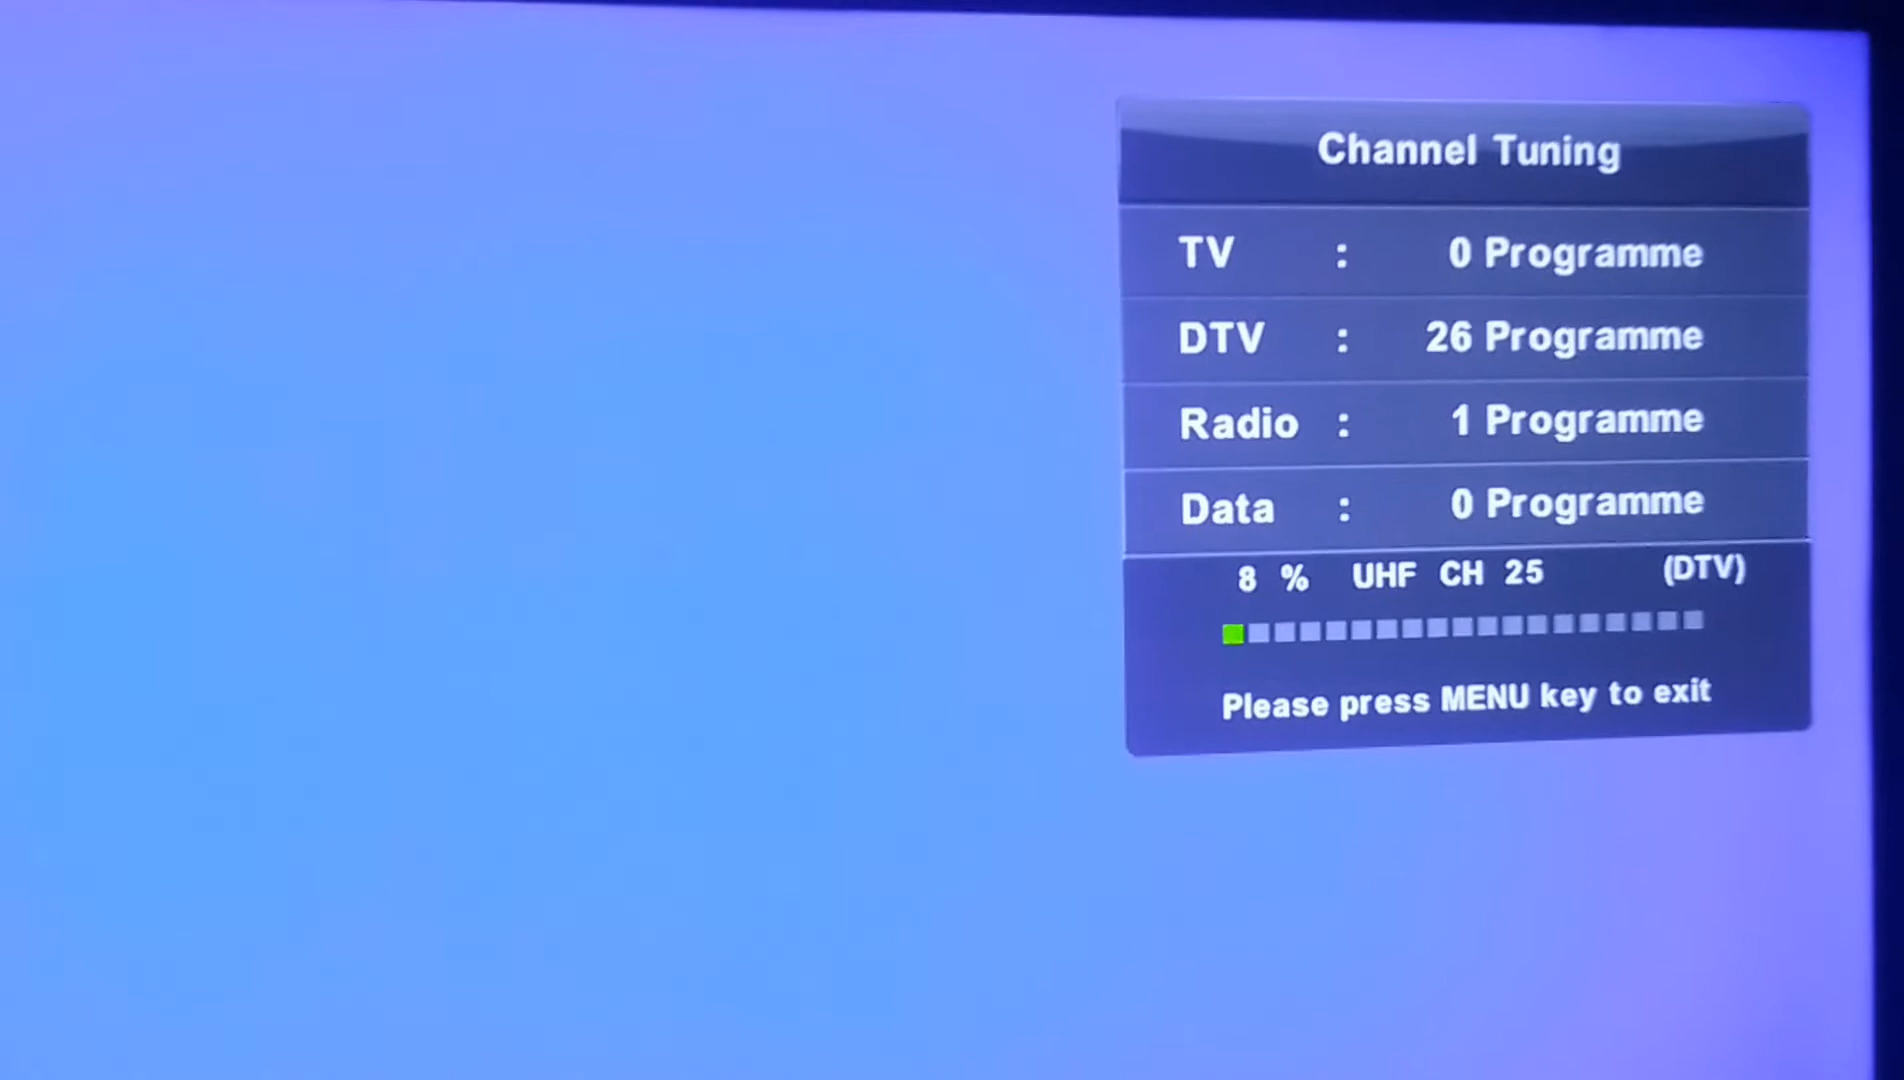 Channel Tuning
TV : 0 Programme
DTV : 26 Programme
Radio : 1 Programme
Data : 0 Programme
8 % UHF CH 25 (DTV)
Please press MENU key to exit